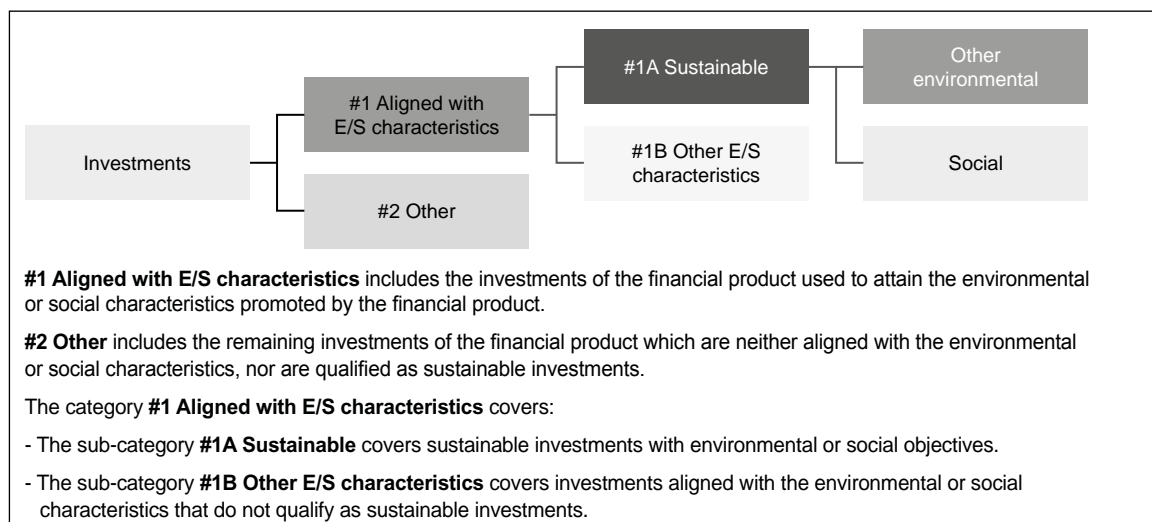 #1A Sustainable
Other
environmental
#1 Aligned with
E/S characteristics
Investments
#1B Other E/S
characteristics
Social
#2 Other
#1 Aligned with E/S characteristics includes the investments of the financial product used to attain the environmental
or social characteristics promoted by the financial product.
#2 Other includes the remaining investments of the financial product which are neither aligned with the environmental
or social characteristics, nor are qualified as sustainable investments.
The category #1 Aligned with E/S characteristics covers:
- The sub-category #1A Sustainable covers sustainable investments with environmental or social objectives.
- The sub-category #1B Other E/S characteristics covers investments aligned with the environmental or social
characteristics that do not qualify as sustainable investments.